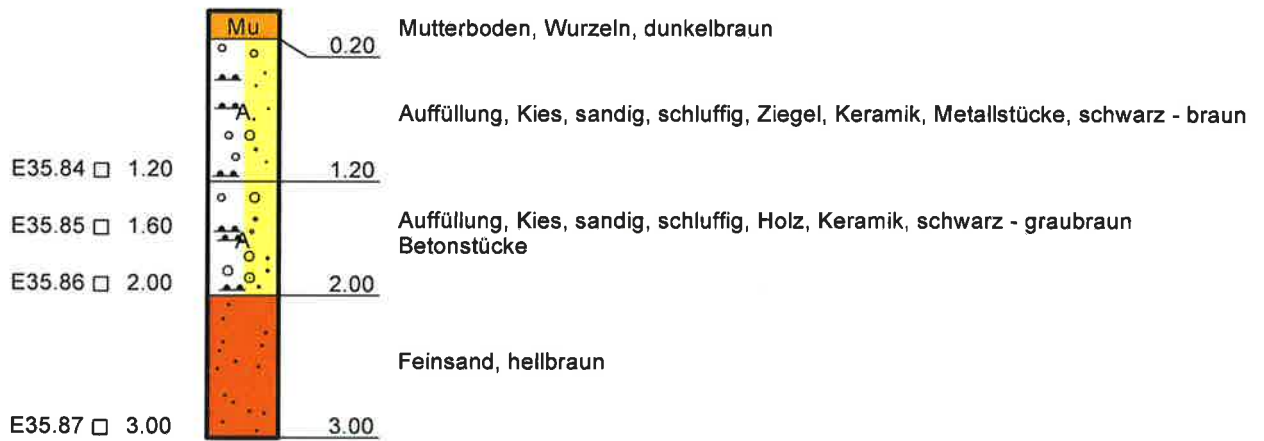 Mu
0.20
Mutterboden, Wurzeln, dunkelbraun
A.
Auffüllung, Kies, sandig, schluffig, Ziegel, Keramik, Metallstücke, schwarz - braun
E35.84 □ 1.20
1.20
E35.85 □ 1.60
A
Auffüllung, Kies, sandig, schluffig, Holz, Keramik, schwarz - graubraun
Betonstücke
E35.86 □ 2.00
2.00
Feinsand, hellbraun
E35.87 □ 3.00
3.00